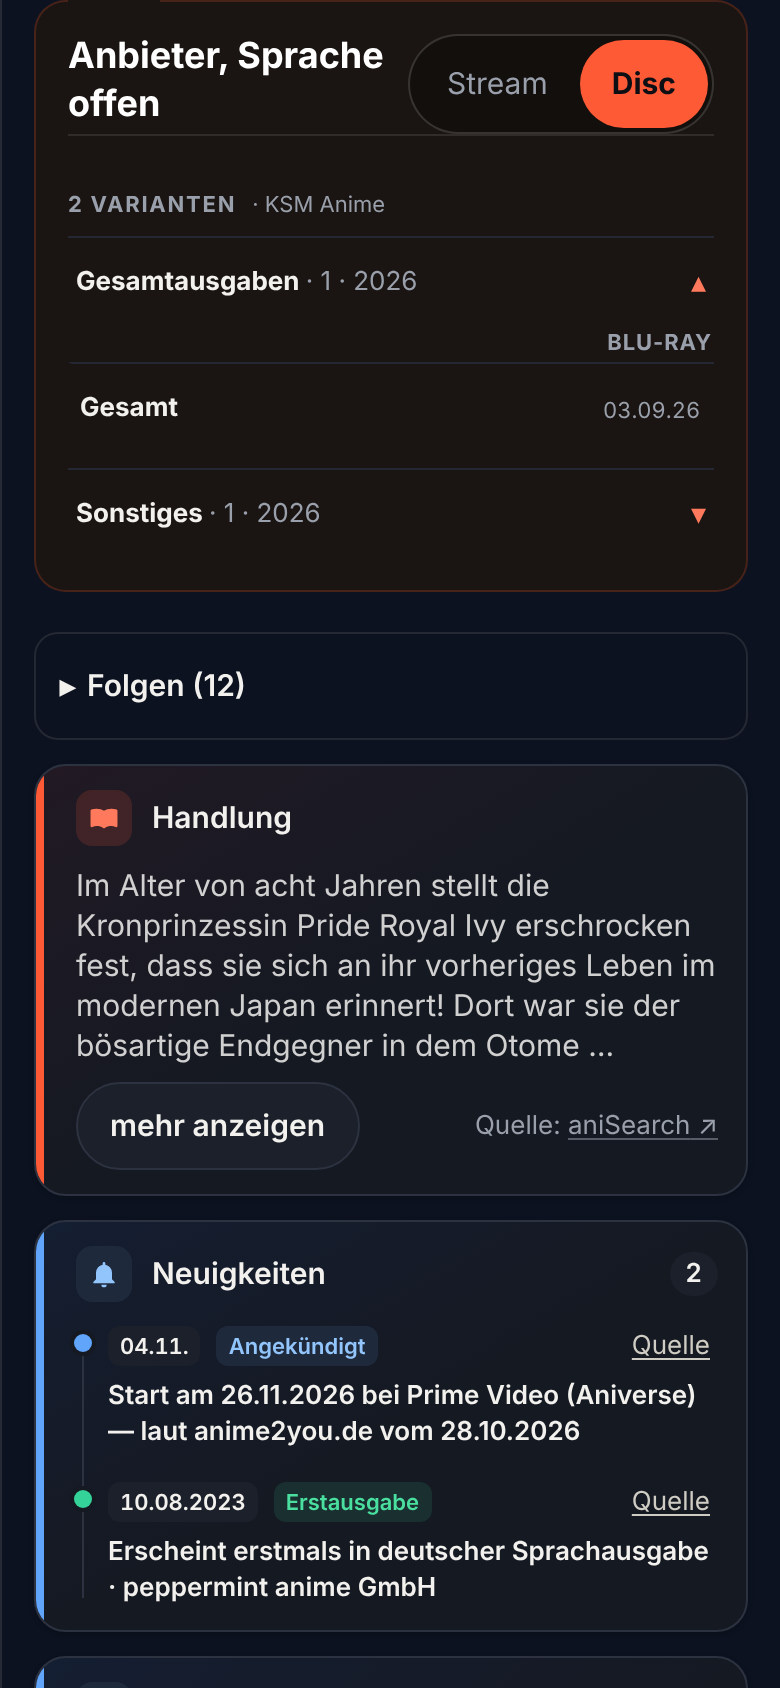 Anbieter, Sprache
offen
Stream
Disc
2 VARIANTEN · KSM Anime
Gesamtausgaben · 1 · 2026 ▲
BLU-RAY
Gesamt
03.09.26
Sonstiges · 1 · 2026 ▼
▶ Folgen (12)
Handlung
Im Alter von acht Jahren stellt die
Kronprinzessin Pride Royal Ivy erschrocken
fest, dass sie sich an ihr vorheriges Leben im
modernen Japan erinnert! Dort war sie der
bösartige Endgegner in dem Otome ...
mehr anzeigen
Quelle: aniSearch ↗
Neuigkeiten
2
04.11.
Angekündigt
Quelle
Start am 26.11.2026 bei Prime Video (Aniverse)
— laut anime2you.de vom 28.10.2026
10.08.2023
Erstausgabe
Quelle
Erscheint erstmals in deutscher Sprachausgabe
· peppermint anime GmbH